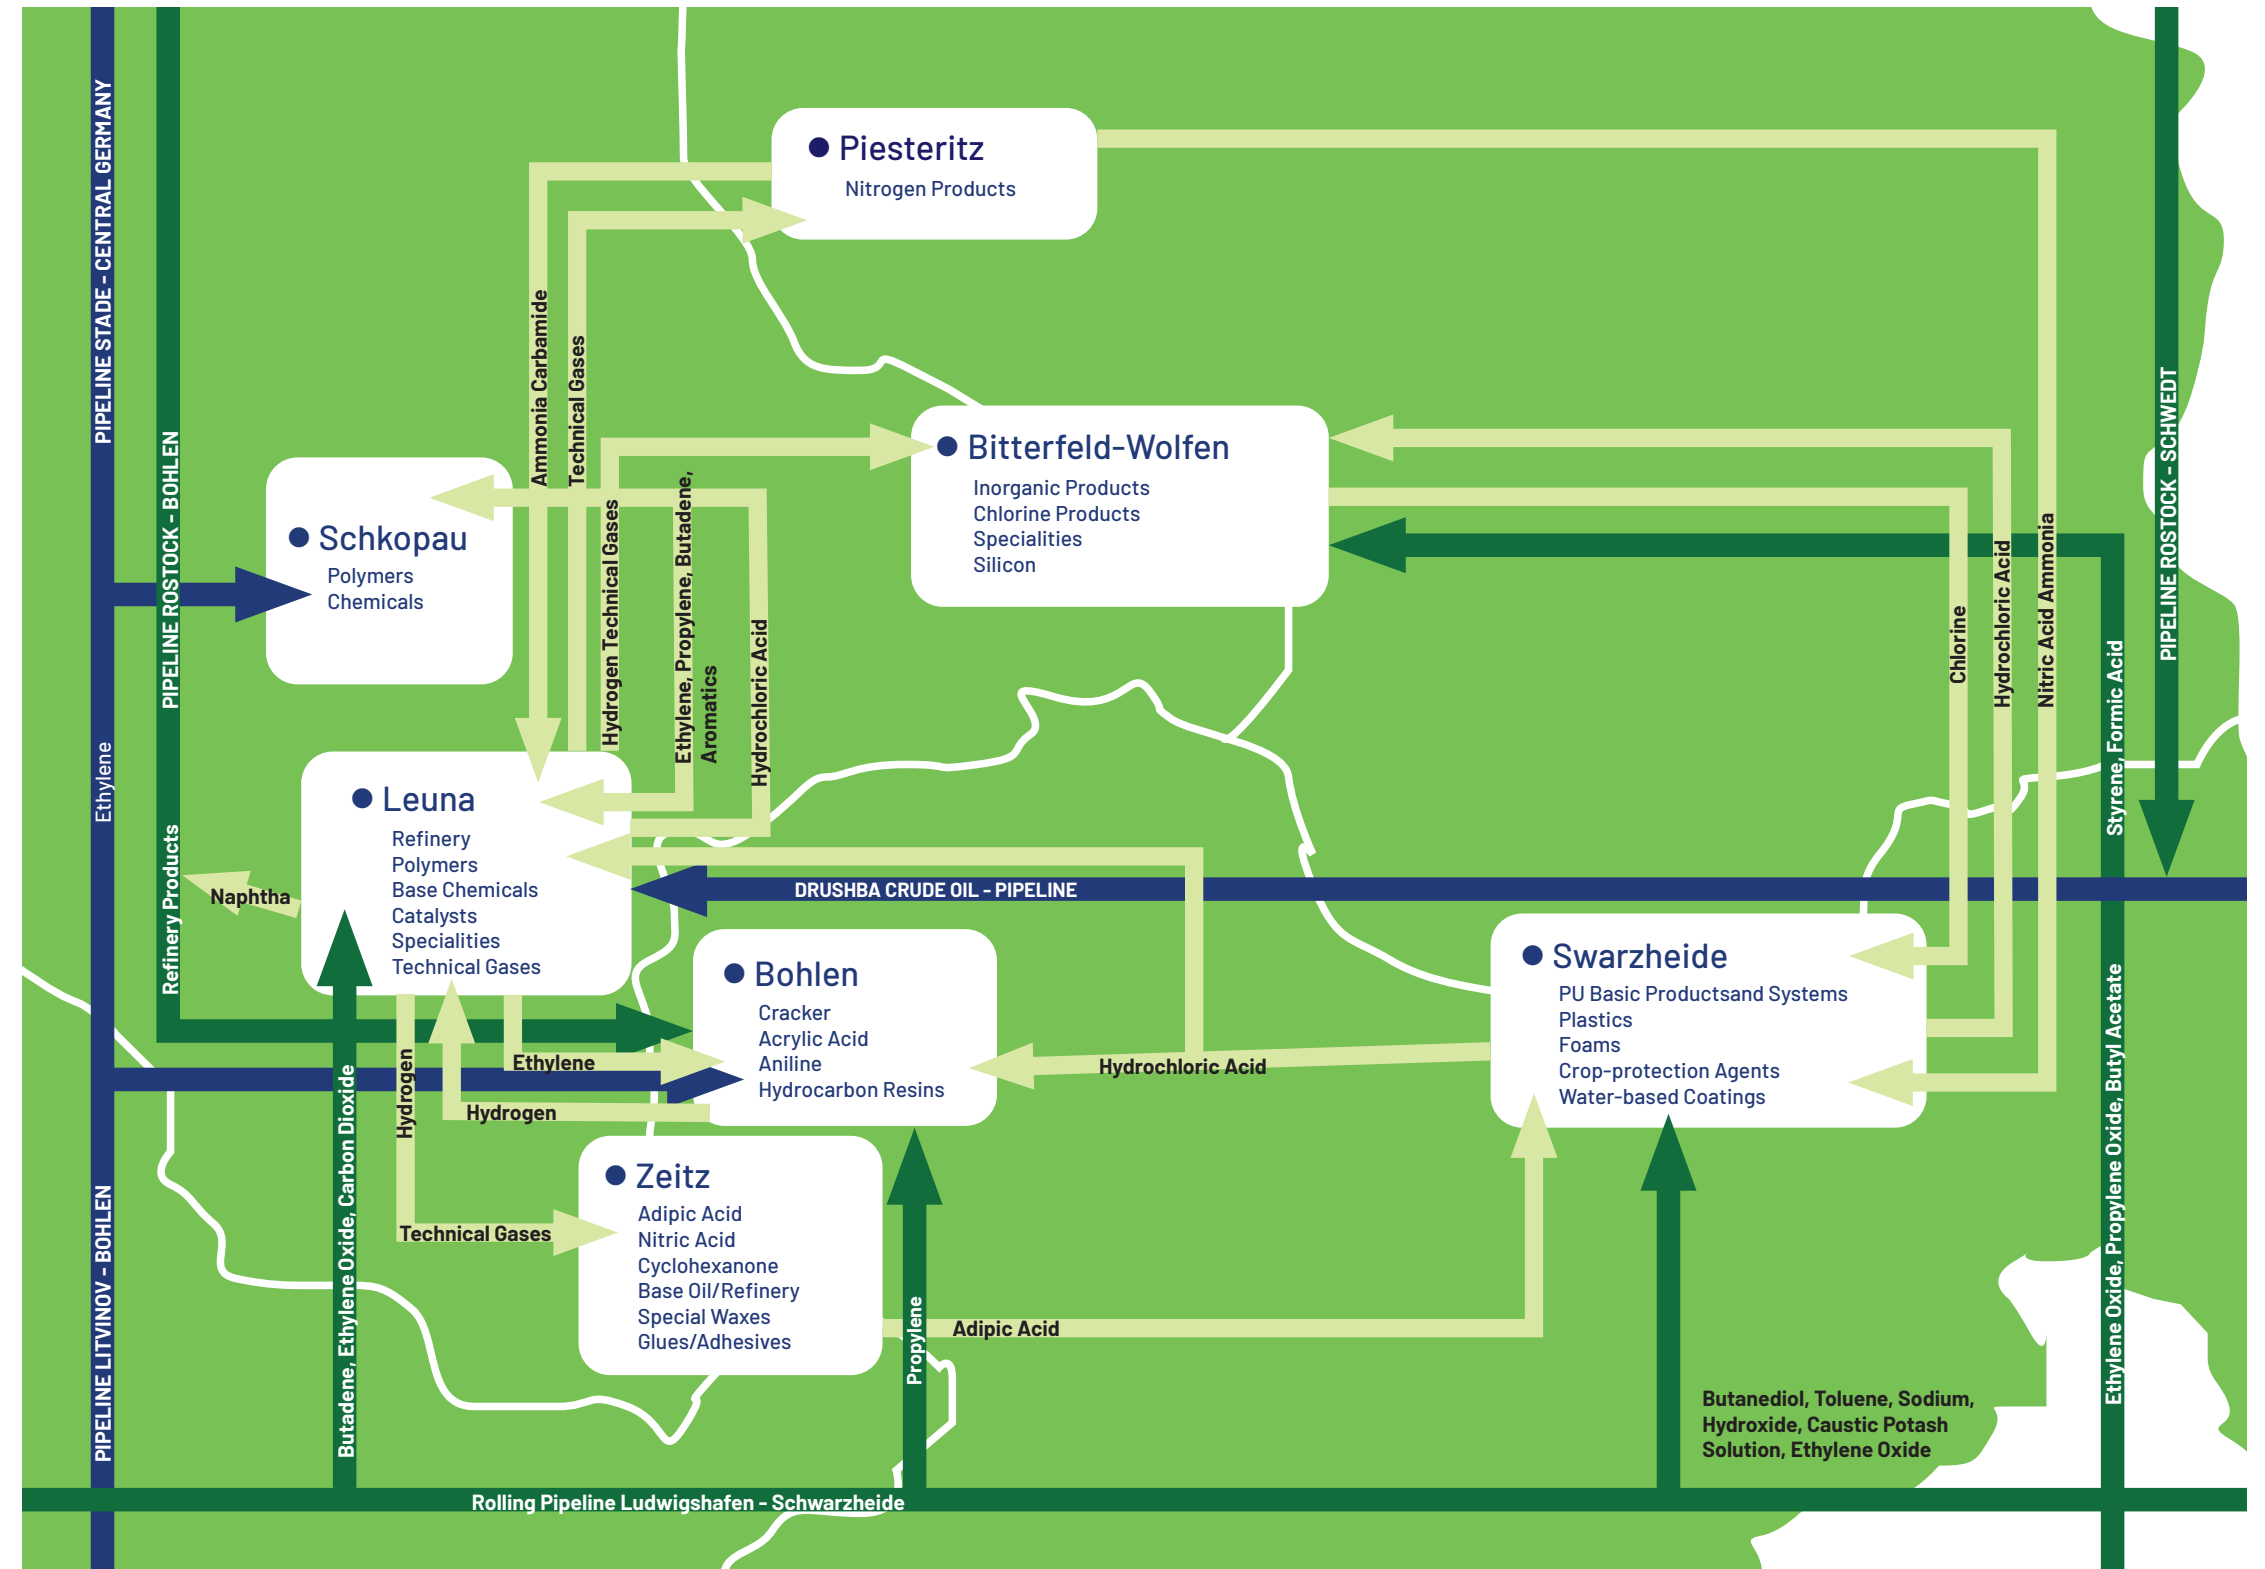 PIPELINE STADE - CENTRAL GERMANY
PIPELINE ROSTOCK - BOHLEN
Ethylene
Refinery Products
PIPELINE LITVINOV - BOHLEN
Piesteritz
Nitrogen Products
Ammonia Carbamide
Technical Gases
Hydrogen Technical Gases
Ethylene, Propylene, Butadene,
Aromatics
Hydrochloric Acid
Bitterfeld-Wolfen
Inorganic Products
Chlorine Products
Specialities
Silicon
Schkopau
Polymers
Chemicals
Chlorine
Hydrochloric Acid
Nitric Acid Ammonia
Styrene, Formic Acid
PIPELINE ROSTOCK - SCHWEDT
Leuna
Refinery
Polymers
Base Chemicals
Catalysts
Specialities
Technical Gases
Naphtha
DRUSHBA CRUDE OIL - PIPELINE
Bohlen
Cracker
Acrylic Acid
Aniline
Hydrocarbon Resins
Swarzheide
PU Basic Productsand Systems
Plastics
Foams
Crop-protection Agents
Water-based Coatings
Hydrochloric Acid
Ethylene
Hydrogen
Hydrogen
Technical Gases
Butadene, Ethylene Oxide, Carbon Dioxide
Zeitz
Adipic Acid
Nitric Acid
Cyclohexanone
Base Oil/Refinery
Special Waxes
Glues/Adhesives
Propylene
Adipic Acid
Ethylene Oxide, Propylene Oxide, Butyl Acetate
Butanediol, Toluene, Sodium,
Hydroxide, Caustic Potash
Solution, Ethylene Oxide
Rolling Pipeline Ludwigshafen - Schwarzheide